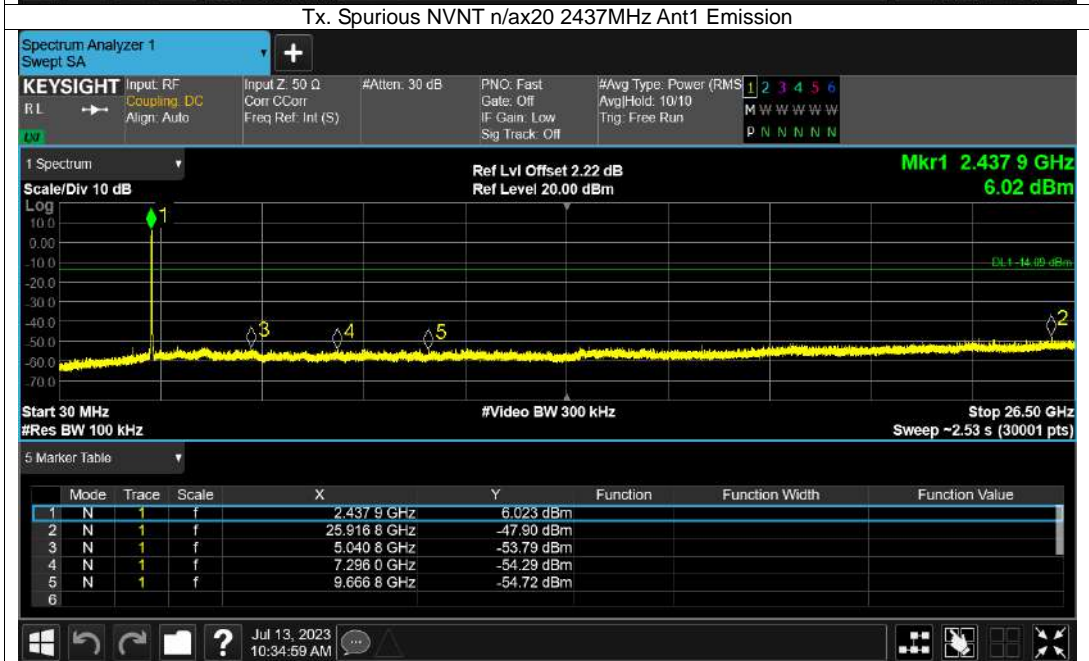 Tx. Spurious NVNT n/ax20 2437MHz Ant1 Emission
Spectrum Analyzer 1
Swept SA
KEYSIGHT Input: RF Input Z: 50 Ω #Atten: 30 dB PNO: Fast #Avg Type: Power (RMS 1 2 3 4 5 6
R L Coupling: DC Corr CCorr Gate: Off Avg|Hold: 10/10 M W W W W W
Align: Auto Freq Ref: Int (S) IF Gain: Low Trig: Free Run
LXI Sig Track: Off P N N N N N
1 Spectrum Ref Lvl Offset 2.22 dB Mkr1 2.437 9 GHz
Scale/Div 10 dB Ref Level 20.00 dBm 6.02 dBm
Log
1
10.0
0.00
-10.0
DL1 -14.09 dBm
-20.0
-30.0
-40.0
3 4 5 2
-50.0
-60.0
-70.0
Start 30 MHz #Video BW 300 kHz Stop 26.50 GHz
#Res BW 100 kHz Sweep ~2.53 s (30001 pts)
5 Marker Table
Mode Trace Scale X Y Function Function Width Function Value
1 N 1 f 2.437 9 GHz 6.023 dBm
2 N 1 f 25.916 8 GHz -47.90 dBm
3 N 1 f 5.040 8 GHz -53.79 dBm
4 N 1 f 7.296 0 GHz -54.29 dBm
5 N 1 f 9.666 8 GHz -54.72 dBm
6
? Jul 13, 2023
10:34:59 AM